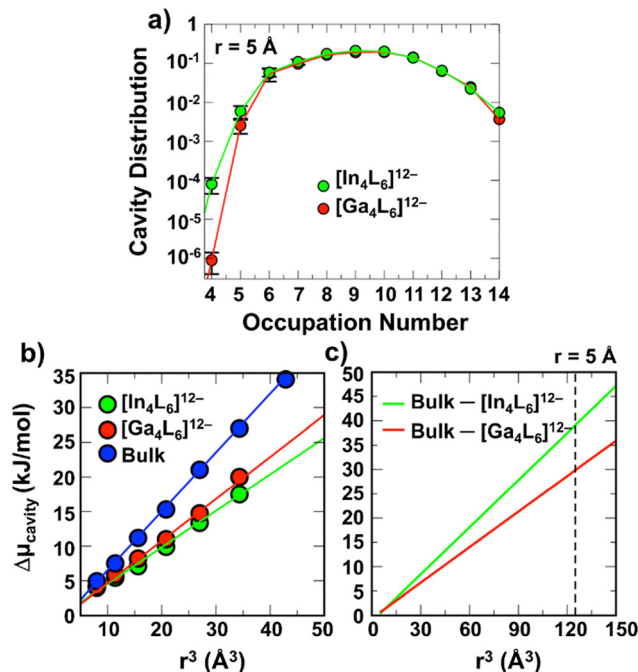 a)
r = 5 Å
Cavity Distribution
1
10⁻¹
10⁻²
10⁻³
10⁻⁴
10⁻⁵
10⁻⁶
[In₄L₆]¹²⁻
[Ga₄L₆]¹²⁻
4 5 6 7 8 9 10 11 12 13 14
Occupation Number
b)
Δμcavity (kJ/mol)
35
30
25
20
15
10
5
0
[In₄L₆]¹²⁻
[Ga₄L₆]¹²⁻
Bulk
10 20 30 40 50
r³ (Å³)
c)
r = 5 Å
50
45
40
35
30
25
20
15
10
5
0
Bulk — [In₄L₆]¹²⁻
Bulk — [Ga₄L₆]¹²⁻
0 30 60 90 120 150
r³ (Å³)